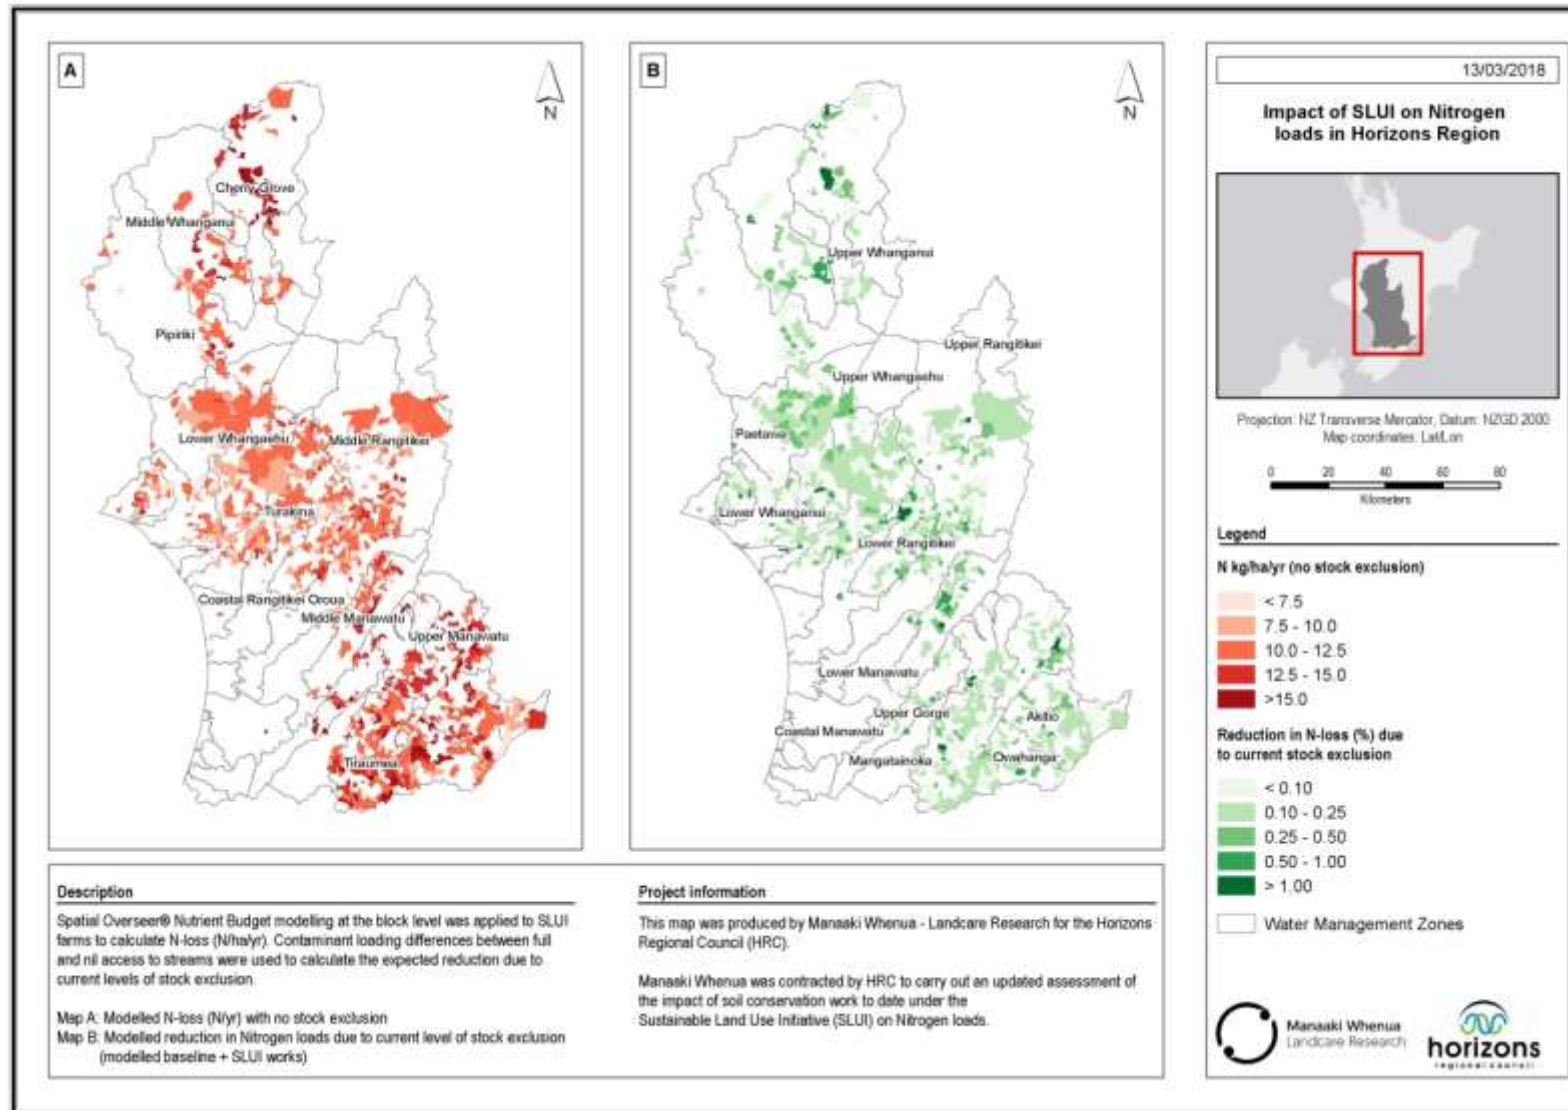 A
N
Cherry Grove
Middle Whanganui
Pipiriki
Lower Whangaehu
Middle Rangitikei
Turakina
Coastal Rangitikei Oroua
Middle Manawatu
Upper Manawatu
Tiraumea
B
N
Upper Whanganui
Upper Rangitikei
Upper Whangaehu
Paetawa
Lower Whanganui
Lower Rangitikei
Lower Manawatu
Upper Gorge
Akitio
Coastal Manawatu
Mangatainoka
Owahanga
13/03/2018
Impact of SLUI on Nitrogen
loads in Horizons Region
Projection: NZ Transverse Mercator, Datum: NZGD 2000
Map coordinates: Lat/Lon
0 20 40 60 80
Kilometers
Legend
N kg/ha/yr (no stock exclusion)
< 7.5
7.5 - 10.0
10.0 - 12.5
12.5 - 15.0
>15.0
Reduction in N-loss (%) due
to current stock exclusion
< 0.10
0.10 - 0.25
0.25 - 0.50
0.50 - 1.00
> 1.00
Water Management Zones
Manaaki Whenua
Landcare Research
horizons
regional council
Description
Spatial Overseer® Nutrient Budget modelling at the block level was applied to SLUI
farms to calculate N-loss (N/ha/yr). Contaminant loading differences between full
and nil access to streams were used to calculate the expected reduction due to
current levels of stock exclusion.
Map A: Modelled N-loss (N/yr) with no stock exclusion
Map B: Modelled reduction in Nitrogen loads due to current level of stock exclusion
(modelled baseline + SLUI works)
Project information
This map was produced by Manaaki Whenua - Landcare Research for the Horizons
Regional Council (HRC).
Manaaki Whenua was contracted by HRC to carry out an updated assessment of
the impact of soil conservation work to date under the
Sustainable Land Use Initiative (SLUI) on Nitrogen loads.